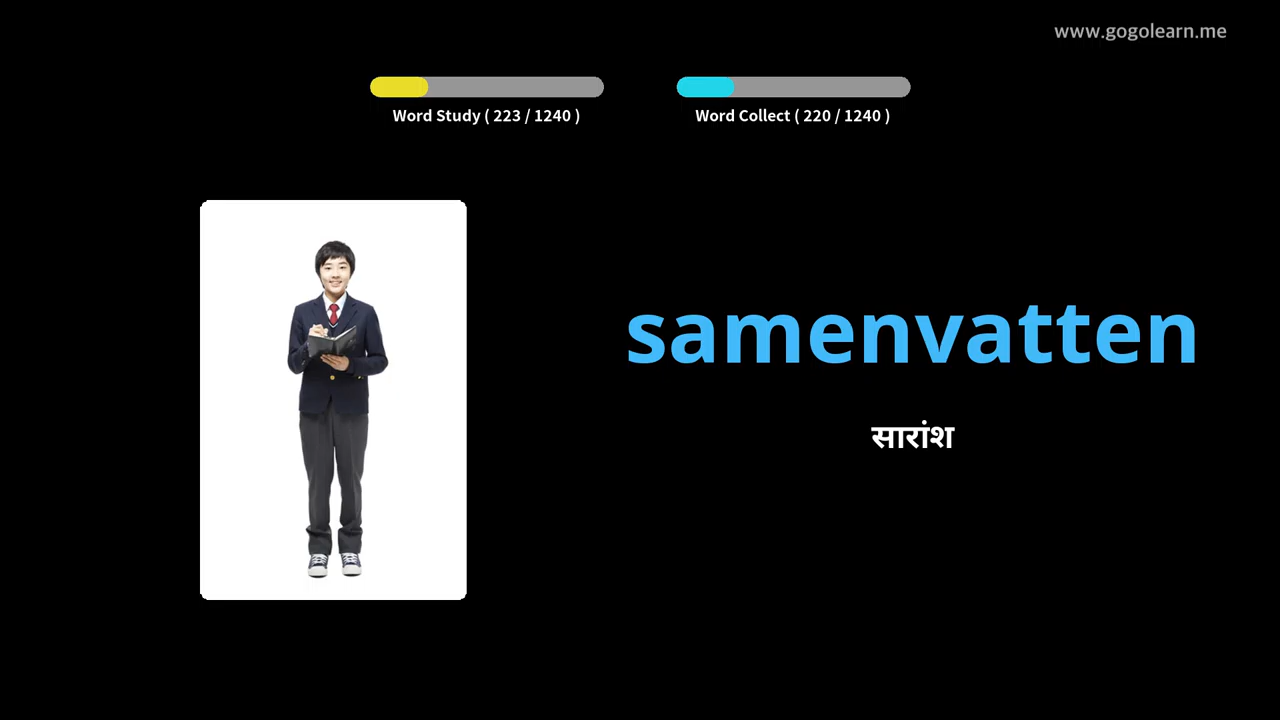 www.gogolearn.me
Word Study ( 223 / 1240 )
Word Collect ( 220 / 1240 )
samenvatten
सारांश